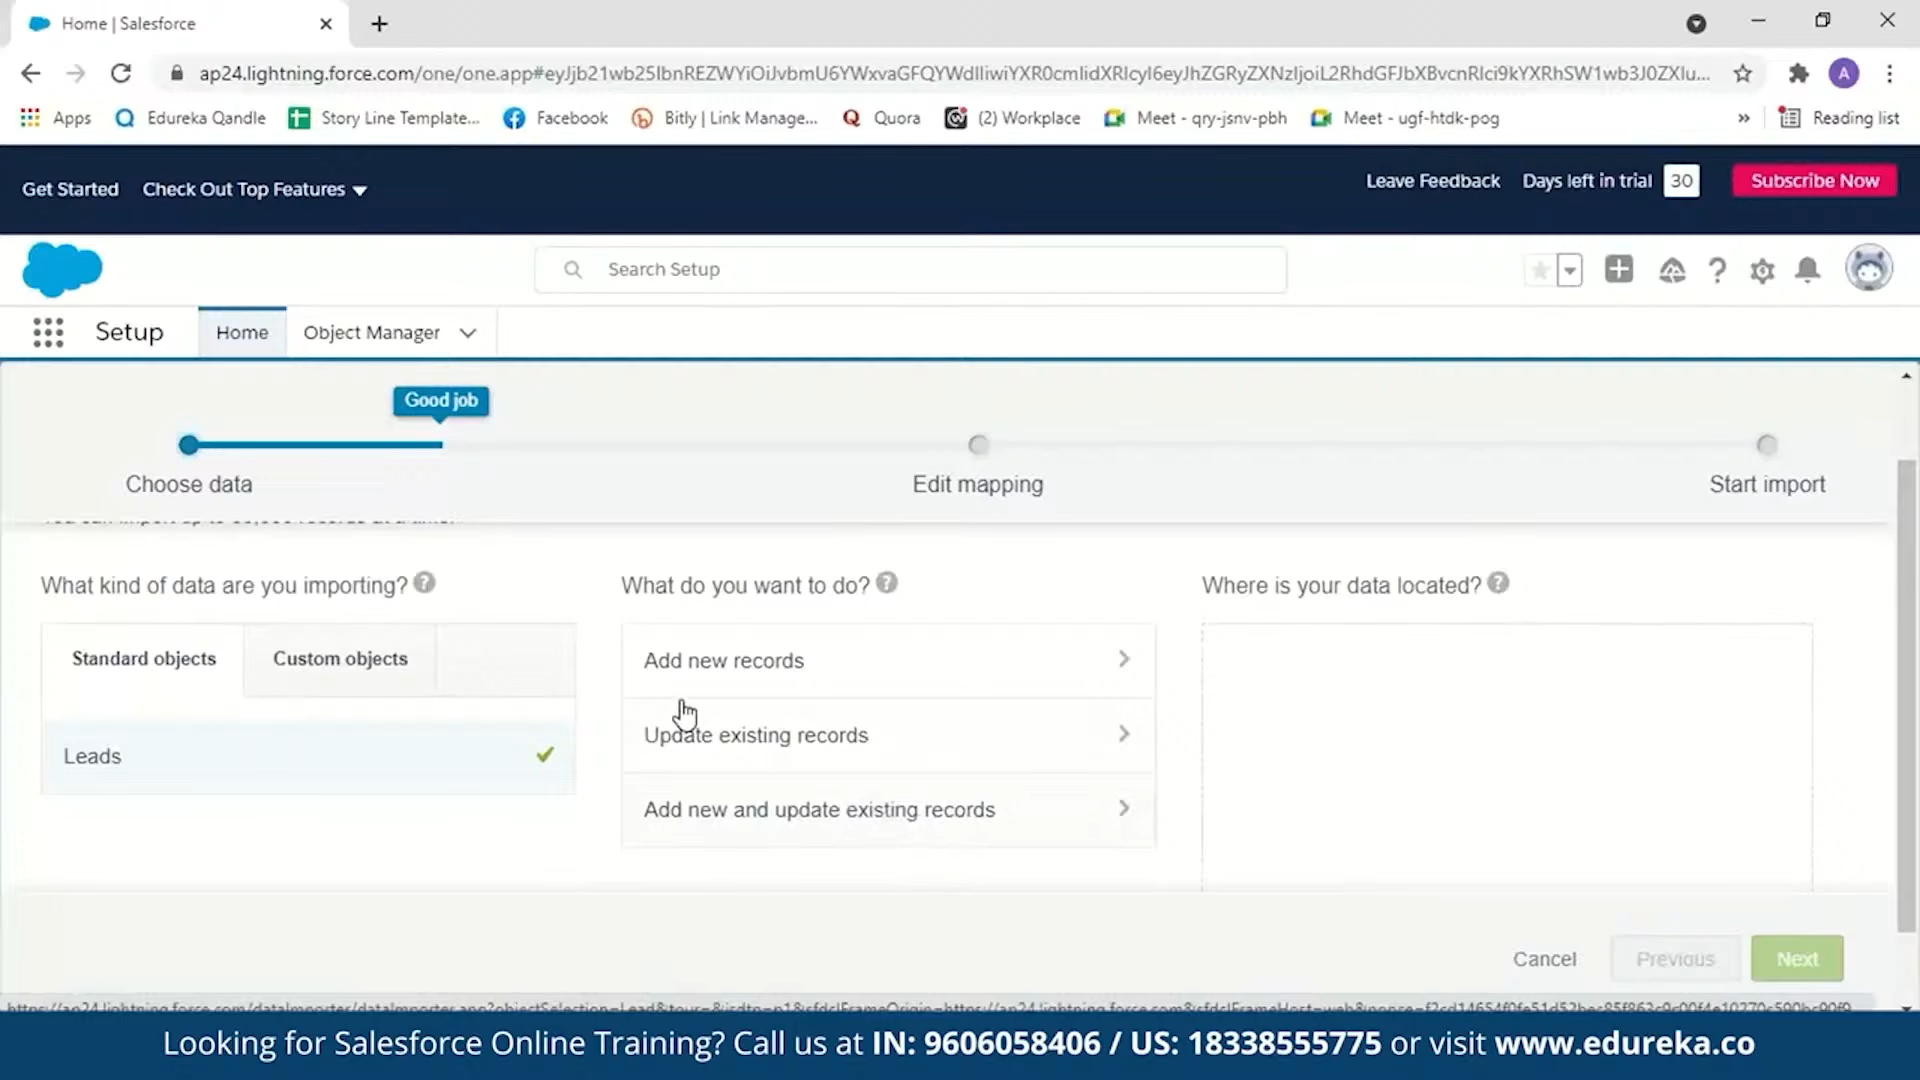 Home | Salesforce
ap24.lightning.force.com/one/one.app#eyJjb21wb25lbnREZWYiOiJvbmU6YWxvaGFQYWdlIiwiYXR0cmlidXRlcyI6eyJhZGRyZXNzIjoiL2RhdGFJbXBvcnRlci9kYXRhSW1wb3J0ZXIu...
A
Apps Edureka Qandle Story Line Template... Facebook Bitly | Link Manage... Quora (2) Workplace Meet - qry-jsnv-pbh Meet - ugf-htdk-pog » Reading list
Get Started Check Out Top Features Leave Feedback Days left in trial 30 Subscribe Now
Search Setup
Setup Home Object Manager
Good job
Choose data Edit mapping Start import
What kind of data are you importing? What do you want to do? Where is your data located?
Standard objects Custom objects Add new records
Update existing records
Leads
Add new and update existing records
Cancel Previous Next
Looking for Salesforce Online Training? Call us at IN: 9606058406 / US: 18338555775 or visit www.edureka.co